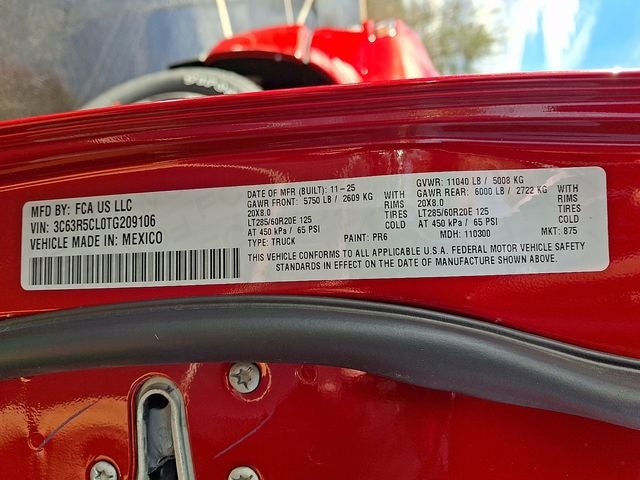 MFD BY: FCA US LLC
VIN: 3C63R5CL0TG209106
VEHICLE MADE IN: MEXICO
DATE OF MFR (BUILT): 11-25
GAWR FRONT: 5750 LB / 2609 KG WITH
20X8.0 RIMS
LT285/60R20E 125 TIRES
AT 450 kPa / 65 PSI COLD
TYPE: TRUCK PAINT: PR6
GVWR: 11040 LB / 5008 KG
GAWR REAR: 6000 LB / 2722 KG WITH
20X8.0 RIMS
LT285/60R20E 125 TIRES
AT 450 kPa / 65 PSI COLD
MDH: 110300 MKT: 875
THIS VEHICLE CONFORMS TO ALL APPLICABLE U.S.A. FEDERAL MOTOR VEHICLE SAFETY
STANDARDS IN EFFECT ON THE DATE OF MANUFACTURE SHOWN ABOVE.